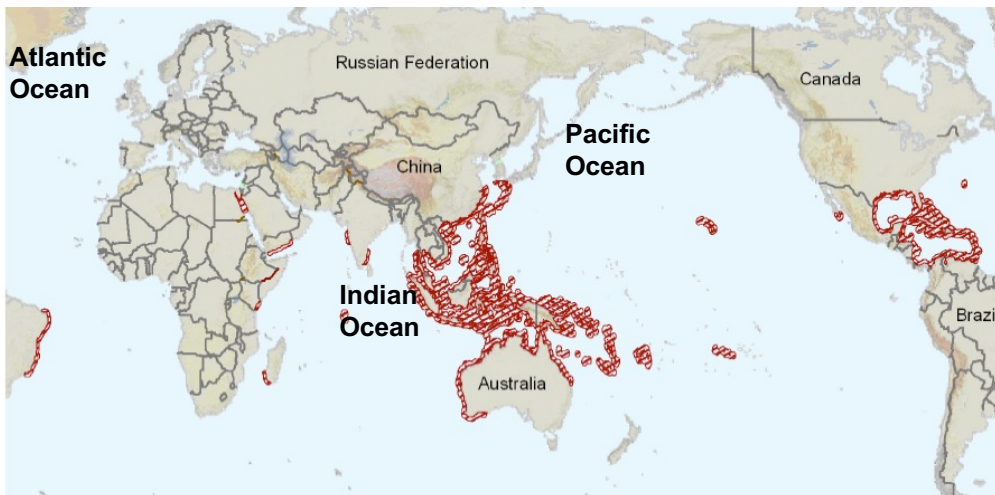 Atlantic
Ocean
Russian Federation
Canada
Pacific
Ocean
China
Indian
Ocean
Brazi
Australia